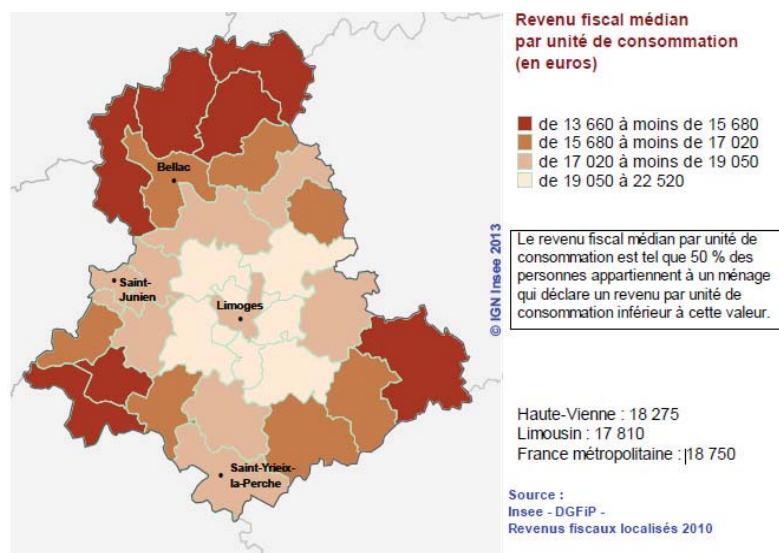 Revenu fiscal médian
par unité de consommation
(en euros)
de 13 660 à moins de 15 680
de 15 680 à moins de 17 020
de 17 020 à moins de 19 050
de 19 050 à 22 520
Bellac
Saint-
Junien
Limoges
Saint-Yrieix-
la-Perche
© IGN Insee 2013
Le revenu fiscal médian par unité de
consommation est tel que 50 % des
personnes appartiennent à un ménage
qui déclare un revenu par unité de
consommation inférieur à cette valeur.
Haute-Vienne : 18 275
Limousin : 17 810
France métropolitaine : 18 750
Source :
Insee - DGFiP -
Revenus fiscaux localisés 2010